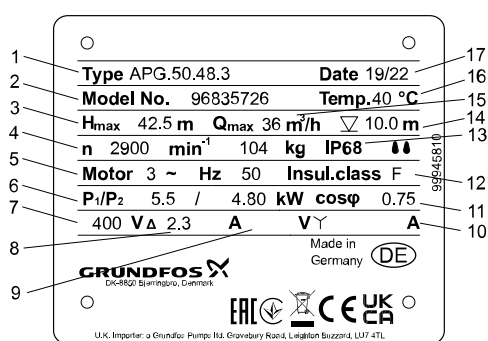 1 Type APG.50.48.3 Date 19/22 17
2 Model No. 96835726 Temp.40 °C 16
3 Hmax 42.5 m Qmax 36 m³/h 10.0 m 15
4 n 2900 min-1 104 kg IP68 14
5 Motor 3 ~ Hz 50 Insul.class F 13
6 P1/P2 5.5 / 4.80 kW cosφ 0.75 12
7 400 V Δ 2.3 A V Y A 11
8 Made in 10
9 Germany DE
GRUNDFOS X
DK-8850 Bjerringbro, Denmark
EAC CE UK CA
U.K. Importer: o Grundfos Pumps ltd. Grovebury Road, Leighton Buzzard, LU7 4TL
99945810